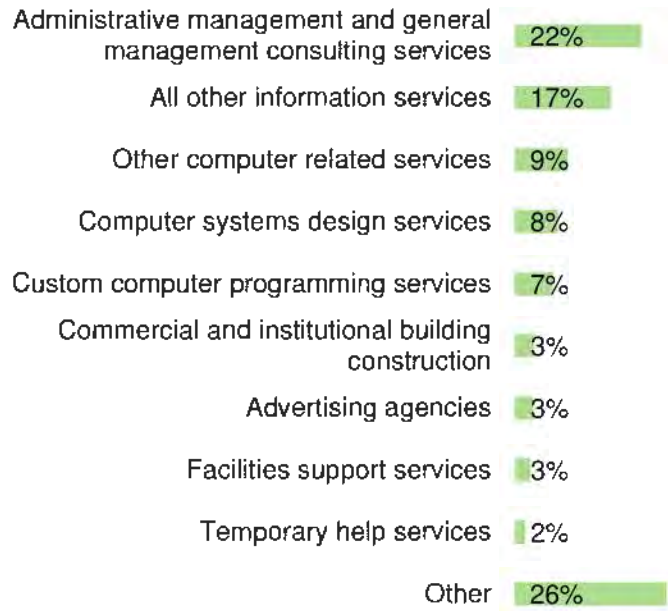 Administrative management and general
management consulting services
22%
All other information services
17%
Other computer related services
9%
Computer systems design services
8%
Custom computer programming services
7%
Commercial and institutional building
construction
3%
Advertising agencies
3%
Facilities support services
3%
Temporary help services
2%
Other
26%